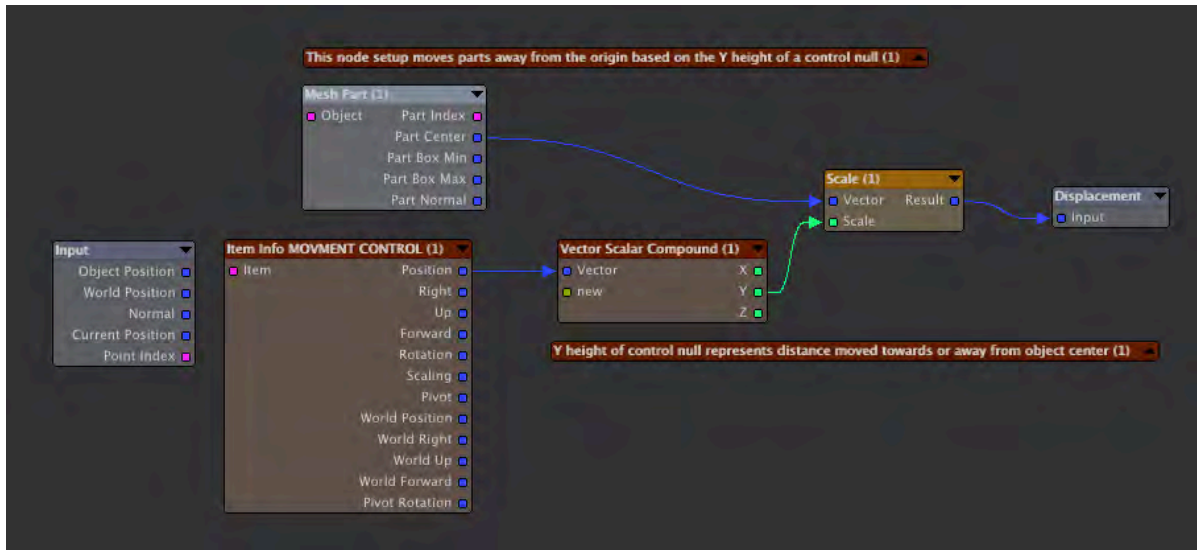 This node setup moves parts away from the origin based on the Y height of a control null (1)
Mesh Part (1)
Object Part Index
Part Center
Part Box Min
Part Box Max
Part Normal
Scale (1)
Vector Result
Scale
Displacement
Input
Input
Object Position
World Position
Normal
Current Position
Point Index
Item Info MOVMENT CONTROL (1)
Item Position
Right
Up
Forward
Rotation
Scaling
Pivot
World Position
World Right
World Up
World Forward
Pivot Rotation
Vector Scalar Compound (1)
Vector X
new Y
Z
Y height of control null represents distance moved towards or away from object center (1)